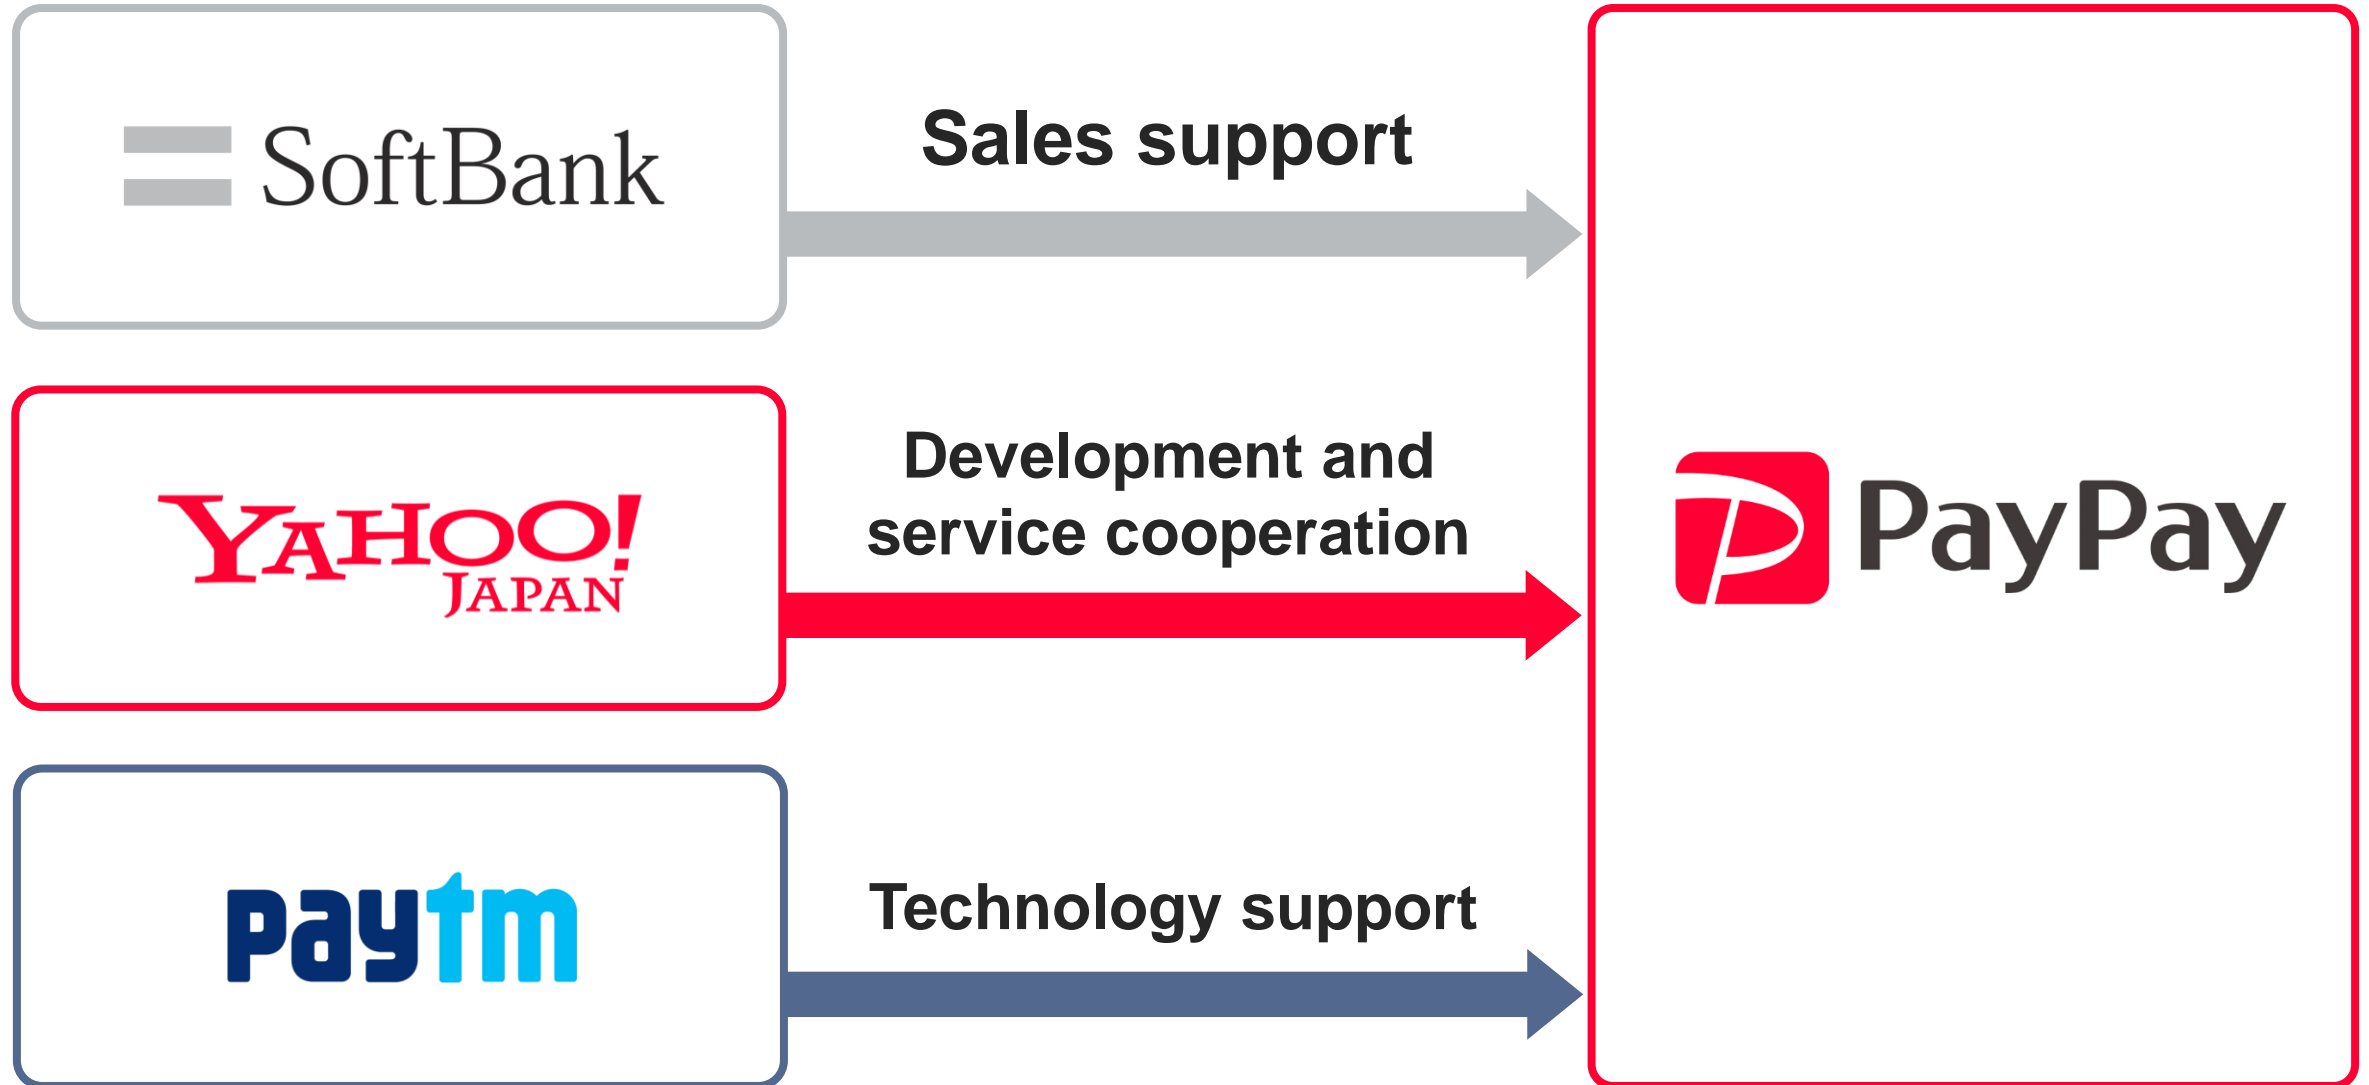 SoftBank
Sales support
YAHOO!
JAPAN
Development and
service cooperation
PayPay
paytm
Technology support